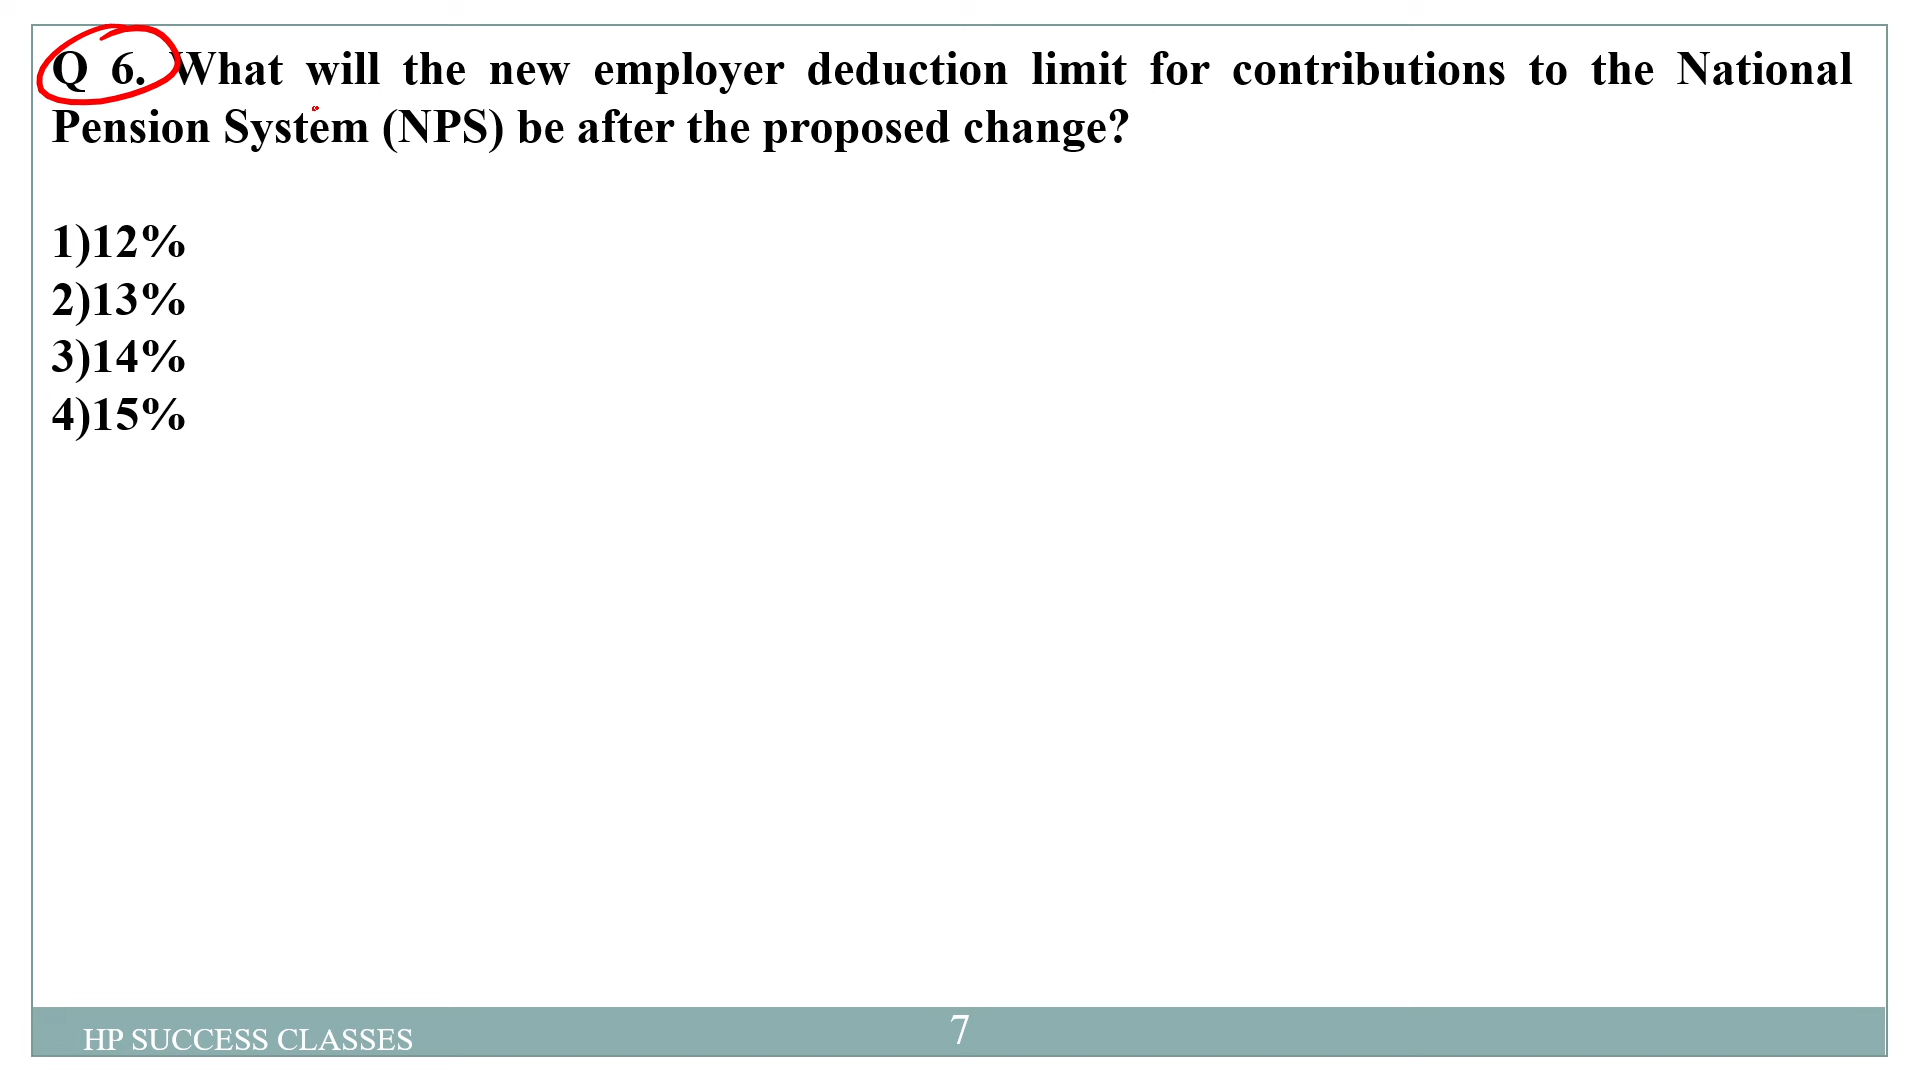 Q 6. What will the new employer deduction limit for contributions to the National
Pension System (NPS) be after the proposed change?
1)12%
2)13%
3)14%
4)15%
HP SUCCESS CLASSES
7